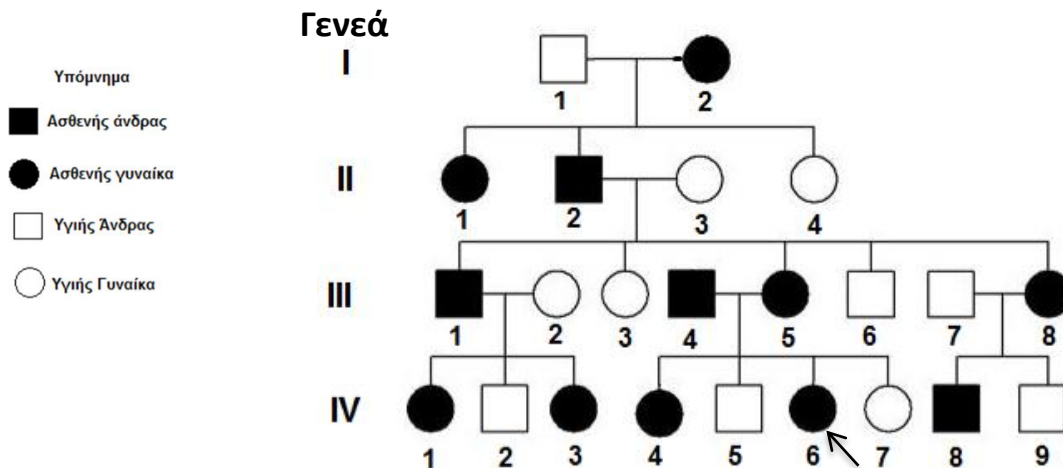 Γενεά
I
1 2
Υπόμνημα
Ασθενής άνδρας
Ασθενής γυναίκα
Υγιής Άνδρας
Υγιής Γυναίκα
II
1 2 3 4
III
1 2 3 4 5 6 7 8
IV
1 2 3 4 5 6 7 8 9